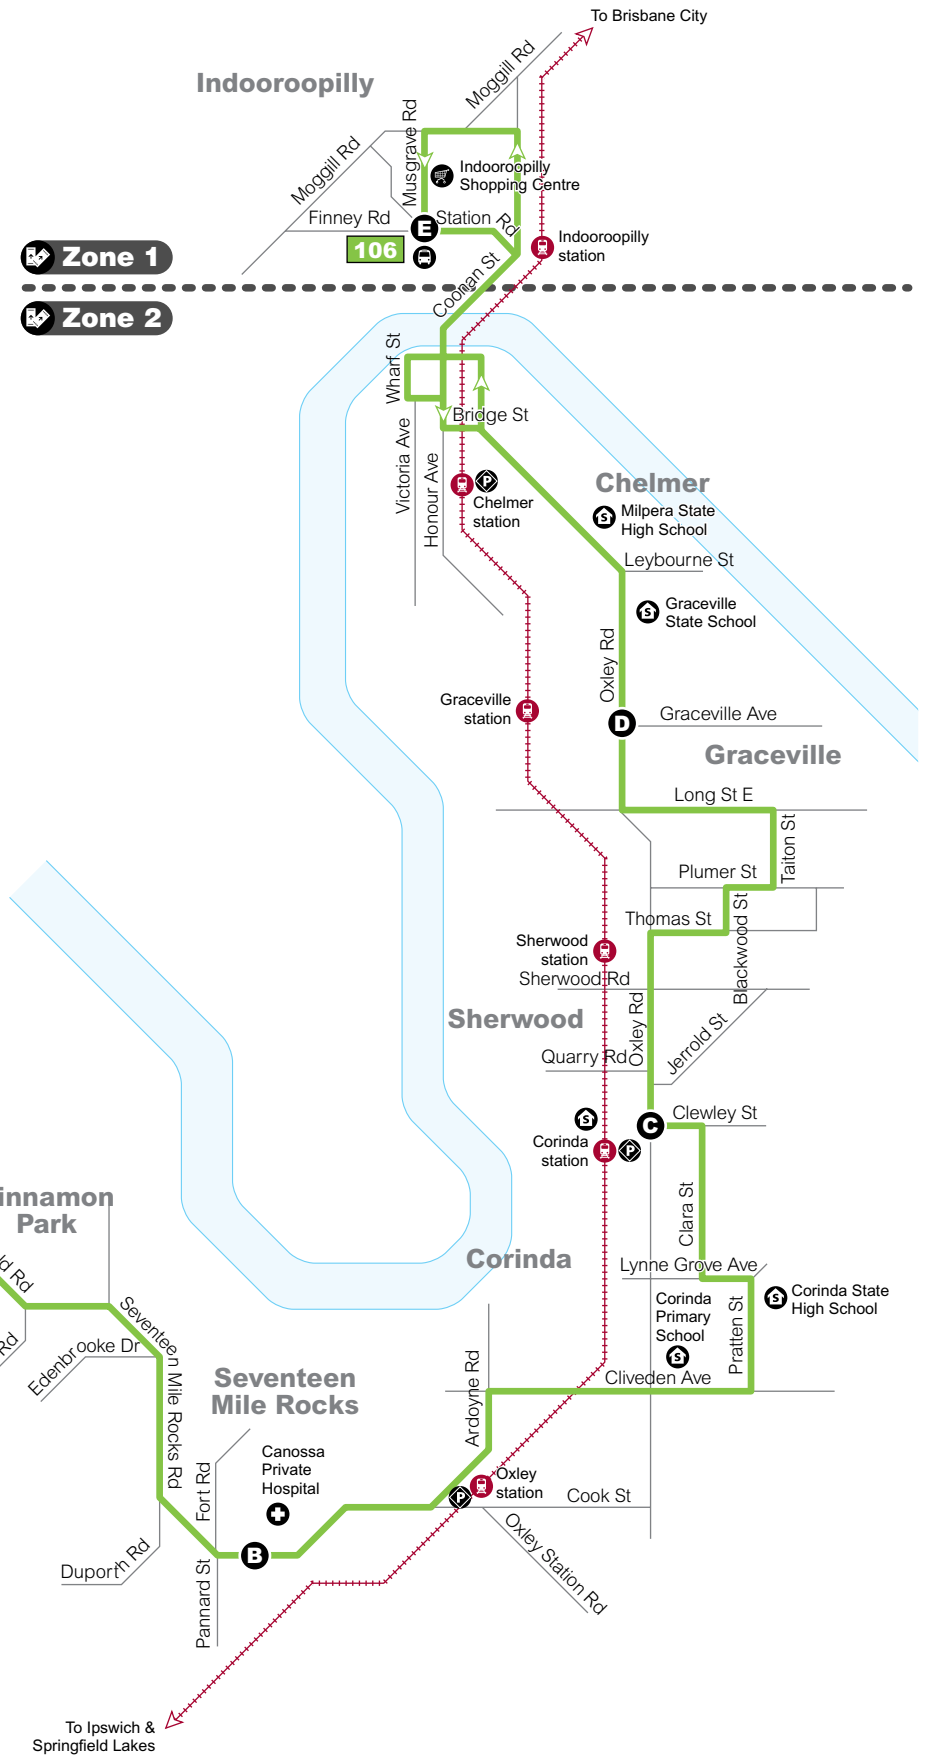 To Brisbane City
Moggill Rd
Indooroopilly
Musgrave Rd
Moggill Rd
Indooroopilly
Shopping Centre
Finney Rd
E
Station Rd
106
Indooroopilly
station
Zone 1
Coonan St
Zone 2
Wharf St
Bridge St
Victoria Ave
Honour Ave
P
Chelmer
station
Chelmer
S
Milpera State
High School
Leybourne St
S
Graceville
State School
Oxley Rd
Graceville
station
D
Graceville Ave
Graceville
Long St E
Taiton St
Plumer St
Blackwood St
Thomas St
Sherwood
station
Sherwood Rd
Sherwood
Oxley Rd
Jerrold St
Quarry Rd
S
C
Clewley St
Corinda
station
P
innamon
Park
Clara St
Corinda
Lynne Grove Ave
ld Rd
Corinda
Primary
School
S
Pratten St
S
Corinda State
High School
Seventeen Mile Rocks Rd
Rd
Edenbrooke Dr
Seventeen
Mile Rocks
Ardoyne Rd
Cliveden Ave
Canossa
Private
Hospital
Fort Rd
Oxley
station
P
Cook St
Oxley Station Rd
B
Duporth Rd
Pannard St
To Ipswich &
Springfield Lakes